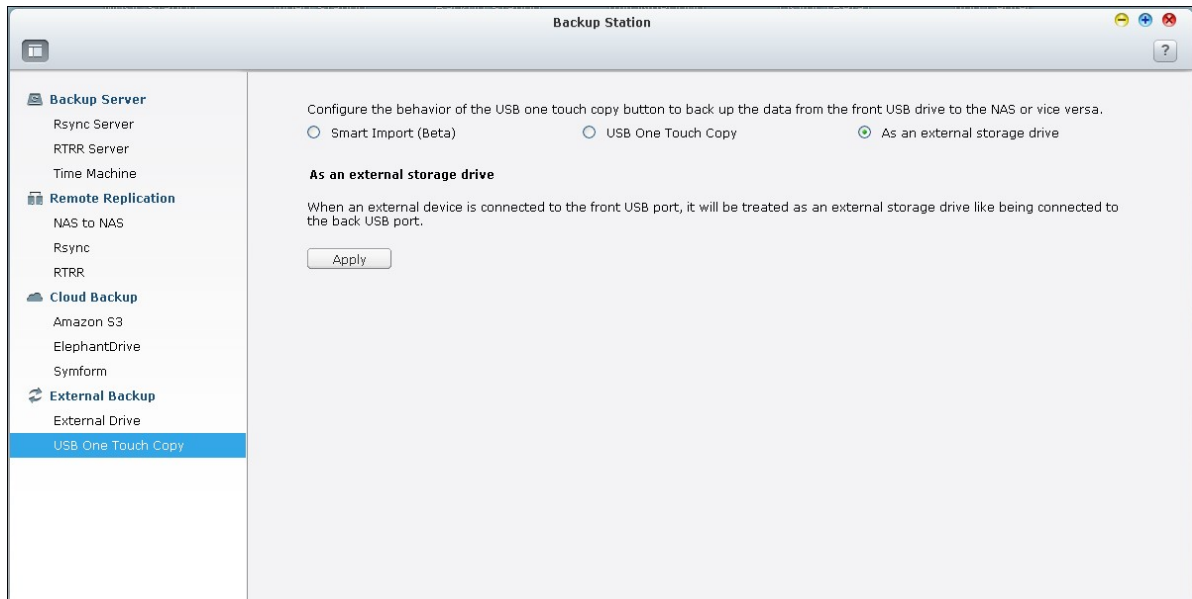 Backup Station
?
Backup Server
Rsync Server
RTRR Server
Time Machine
Remote Replication
NAS to NAS
Rsync
RTRR
Cloud Backup
Amazon S3
ElephantDrive
Symform
External Backup
External Drive
USB One Touch Copy
Configure the behavior of the USB one touch copy button to back up the data from the front USB drive to the NAS or vice versa.
Smart Import (Beta) USB One Touch Copy As an external storage drive
As an external storage drive
When an external device is connected to the front USB port, it will be treated as an external storage drive like being connected to
the back USB port.
Apply